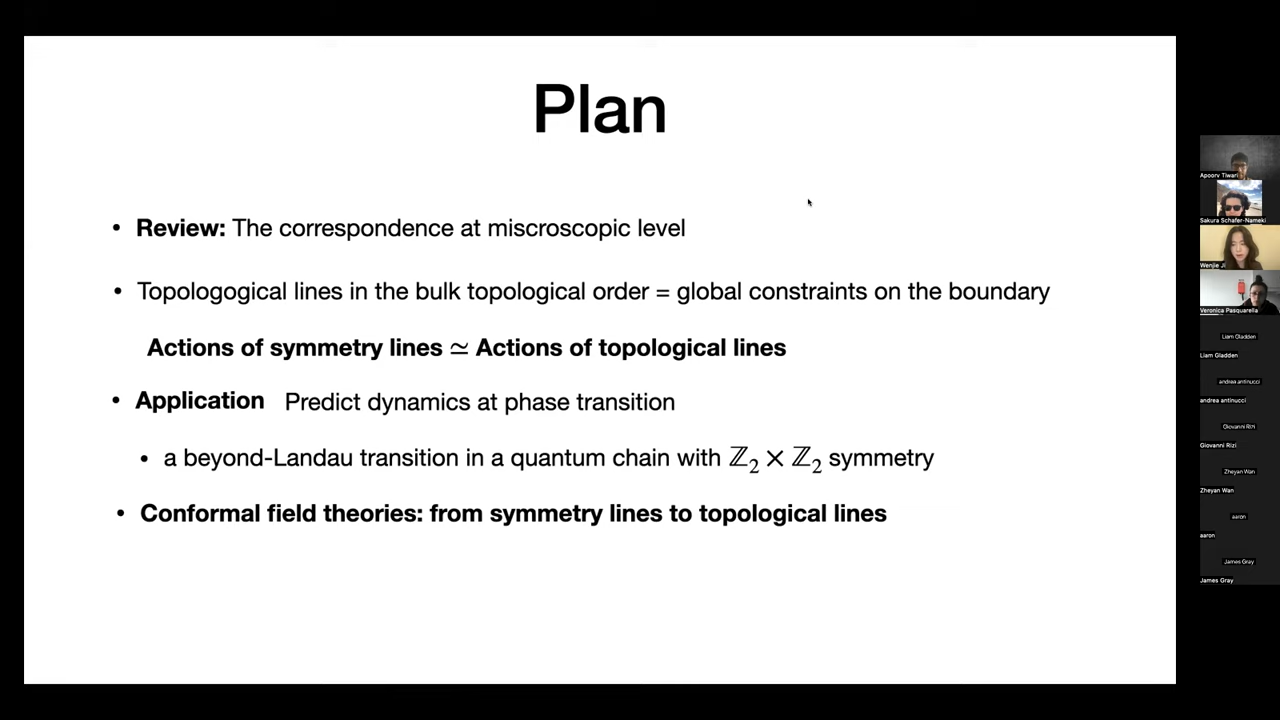 Plan
• Review: The correspondence at miscroscopic level
• Topologogical lines in the bulk topological order = global constraints on the boundary
Actions of symmetry lines ≃ Actions of topological lines
• Application Predict dynamics at phase transition
• a beyond-Landau transition in a quantum chain with ℤ₂ × ℤ₂ symmetry
• Conformal field theories: from symmetry lines to topological lines
Apoorv Tiwari
Sakura Schafer-Nameki
Wenjie Ji
Veronica Pasquarella
Liam Gladden
Liam Gladden
andrea antinucci
andrea antinucci
Giovanni Rizi
Giovanni Rizi
Zheyan Wan
Zheyan Wan
aaron
aaron
James Gray
James Gray